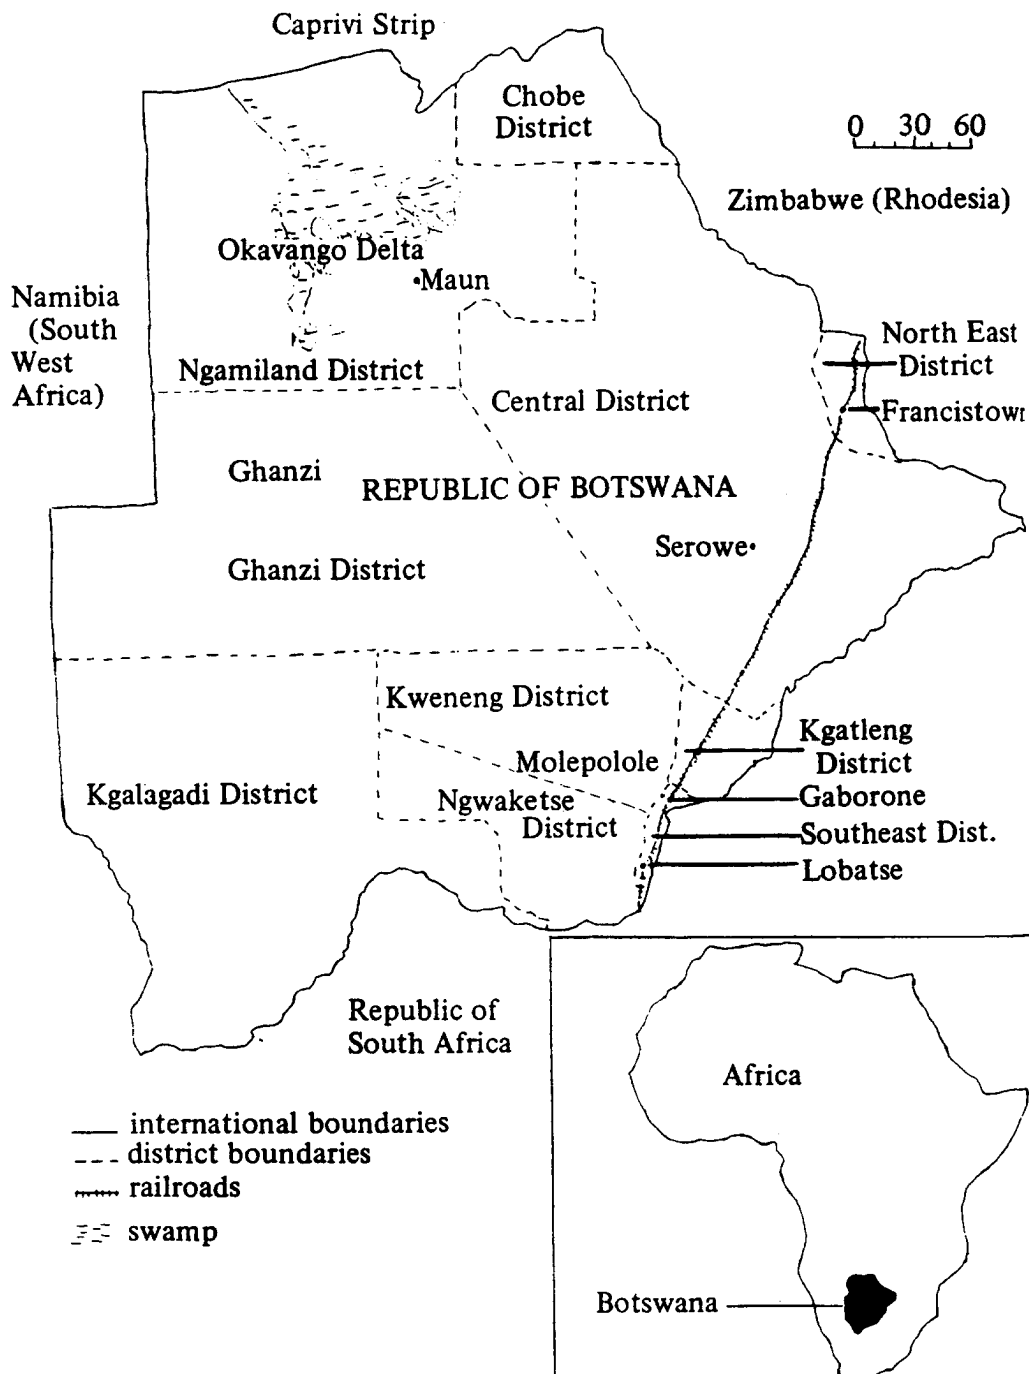 Caprivi Strip
Chobe
District
0 30 60
Zimbabwe (Rhodesia)
Okavango Delta
Maun
Namibia
(South
West
Africa)
North East
District
Ngamiland District
Central District
Francistown
Ghanzi
REPUBLIC OF BOTSWANA
Serowe
Ghanzi District
Kweneng District
Kgatleng
District
Molepolole
Kgalagadi District
Ngwaketse
District
Gaborone
Southeast Dist.
Lobatse
Republic of
South Africa
Africa
international boundaries
district boundaries
railroads
swamp
Botswana